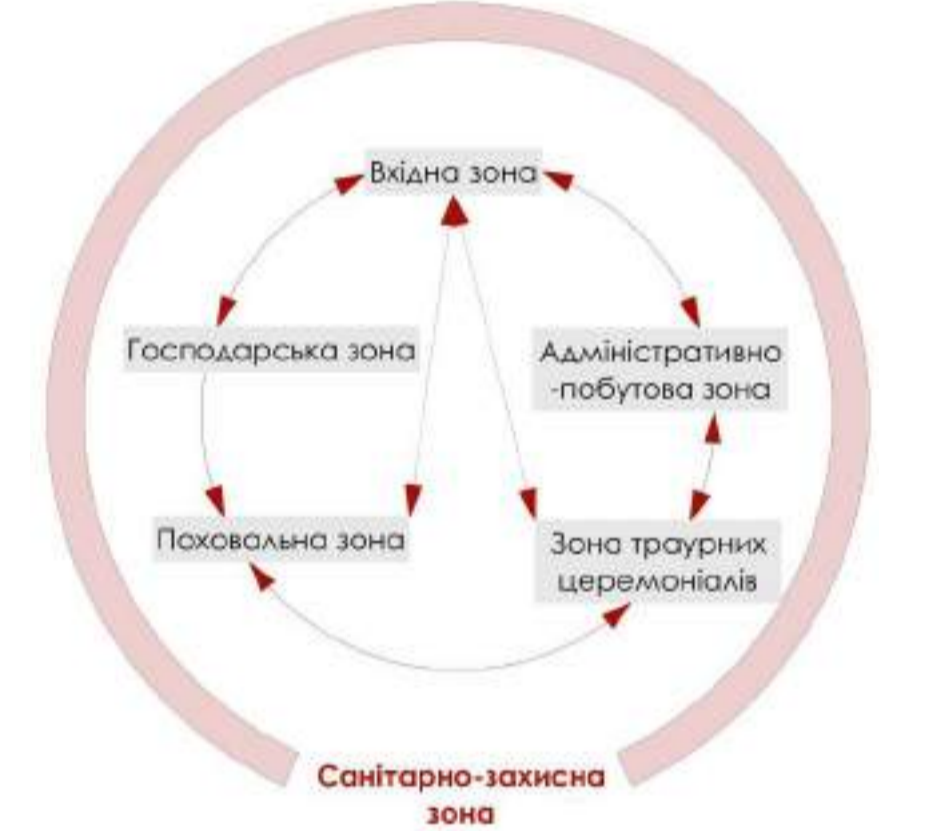 Вхідна зона
Господарська зона
Адміністративно
-побутова зона
Поховальна зона
Зона траурних
церемоніалів
Санітарно-захисна
зона